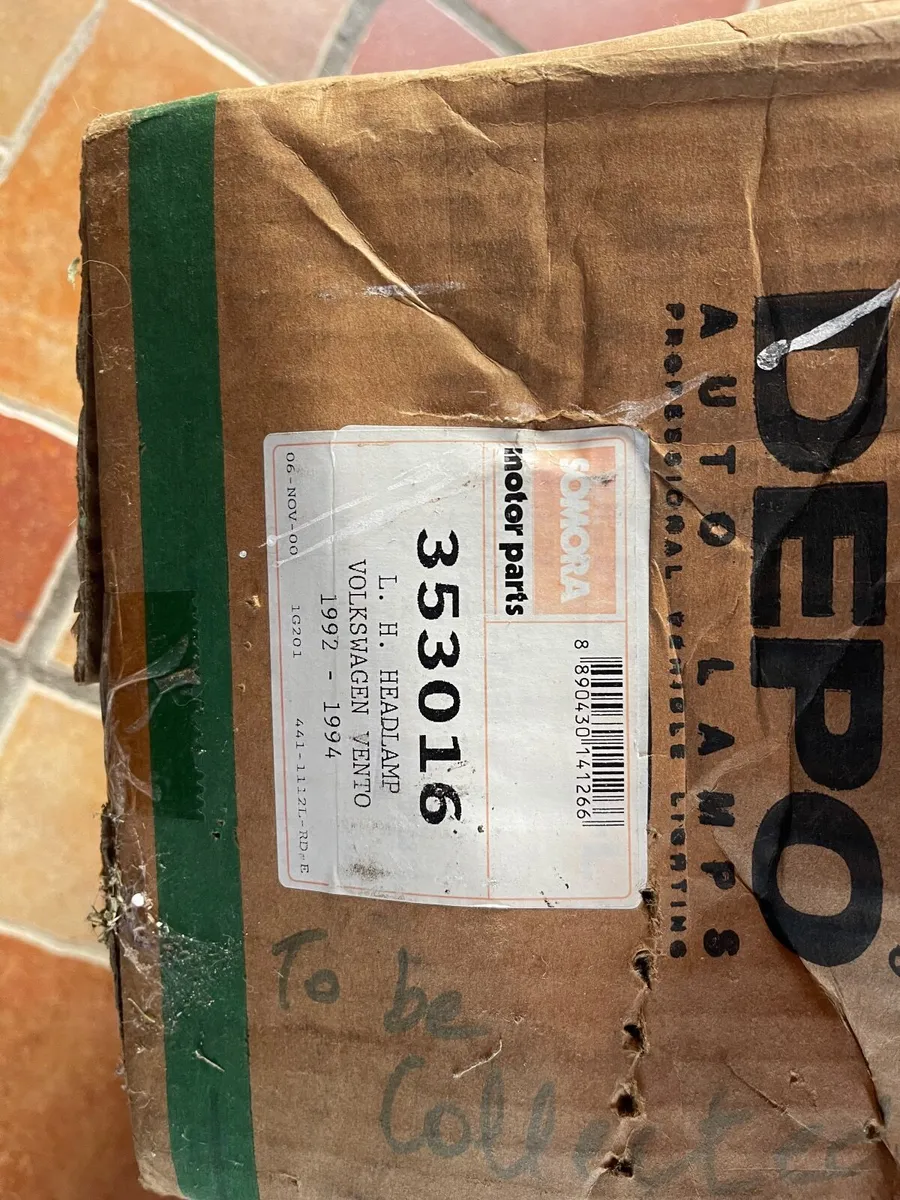 DEPO
AUTO LAMPS
PROFESSIONAL VEHICLE LIGHTING
SOMORA
motor parts
8 890430 141266
353016
L. H. HEADLAMP
VOLKSWAGEN VENTO
1992 - 1994
06-NOV-00 1G201 441-1112L-RD-E
To be
Collected